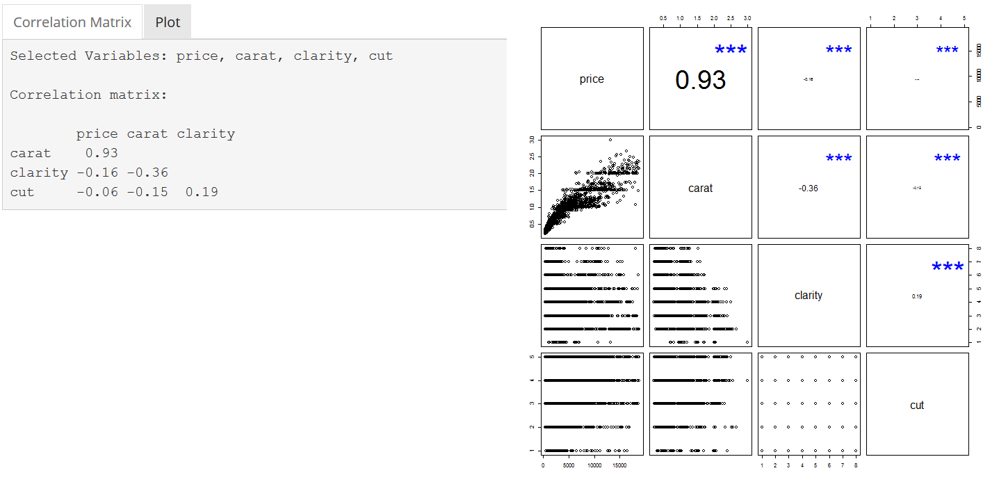 Correlation Matrix Plot
Selected Variables: price, carat, clarity, cut
Correlation matrix:
price carat clarity
carat 0.93
clarity -0.16 -0.36
cut -0.06 -0.15 0.19
0.5 1.0 1.5 2.0 2.5 3.0
1 2 3 4 5
price
***
0.93
***
-0.16
***
0 5000 10000 15000
0.5 1.0 1.5 2.0 2.5 3.0
carat
***
-0.36
***
-0.15
clarity
***
0.19
1 2 3 4 5 6 7 8
1 2 3 4 5
cut
0 5000 10000 15000
1 2 3 4 5 6 7 8